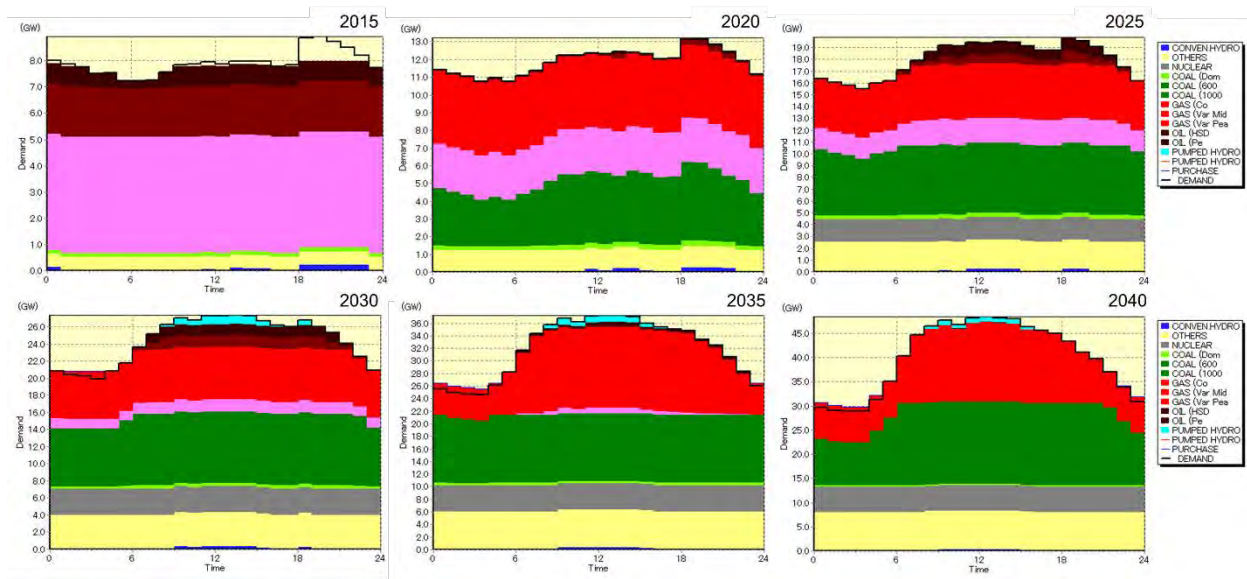 2015
(GW)
8.0
7.0
6.0
5.0
4.0
3.0
2.0
1.0
0.0
Demand
0 6 12 18 24
Time
2020
(GW)
13.0
12.0
11.0
10.0
9.0
8.0
7.0
6.0
5.0
4.0
3.0
2.0
1.0
0.0
Demand
0 6 12 18 24
Time
2025
(GW)
19.0
18.0
17.0
16.0
15.0
14.0
13.0
12.0
11.0
10.0
9.0
8.0
7.0
6.0
5.0
4.0
3.0
2.0
1.0
0.0
Demand
0 6 12 18 24
Time
CONVEN.HYDRO
OTHERS
NUCLEAR
COAL (Dom
COAL (600
COAL (1000
GAS (Co
GAS (Var Mid
GAS (Var Pea
OIL (HSD
OIL (Pe
PUMPED HYDRO
PUMPED HYDRO
PURCHASE
DEMAND
2030
(GW)
26.0
24.0
22.0
20.0
18.0
16.0
14.0
12.0
10.0
8.0
6.0
4.0
2.0
0.0
Demand
0 6 12 18 24
Time
2035
(GW)
36.0
34.0
32.0
30.0
28.0
26.0
24.0
22.0
20.0
18.0
16.0
14.0
12.0
10.0
8.0
6.0
4.0
2.0
0.0
Demand
0 6 12 18 24
Time
2040
(GW)
45.0
40.0
35.0
30.0
25.0
20.0
15.0
10.0
5.0
0.0
Demand
0 6 12 18 24
Time
CONVEN.HYDRO
OTHERS
NUCLEAR
COAL (Dom
COAL (600
COAL (1000
GAS (Co
GAS (Var Mid
GAS (Var Pea
OIL (HSD
OIL (Pe
PUMPED HYDRO
PUMPED HYDRO
PURCHASE
DEMAND